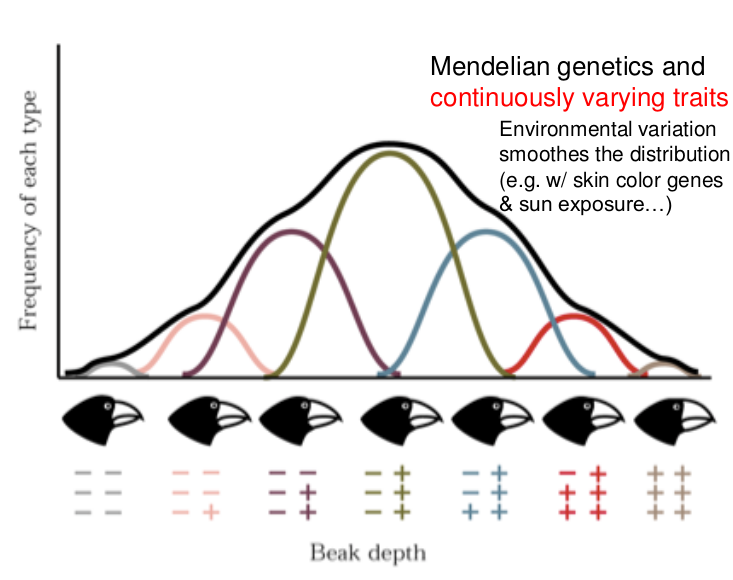 Mendelian genetics and
continuously varying traits
Environmental variation
smoothes the distribution
(e.g. w/ skin color genes
& sun exposure…)
Frequency of each type
− − − − − − − + − + − + + +
− − − − − + − + − + + + + +
− − − + − + − + + + + + + +
Beak depth